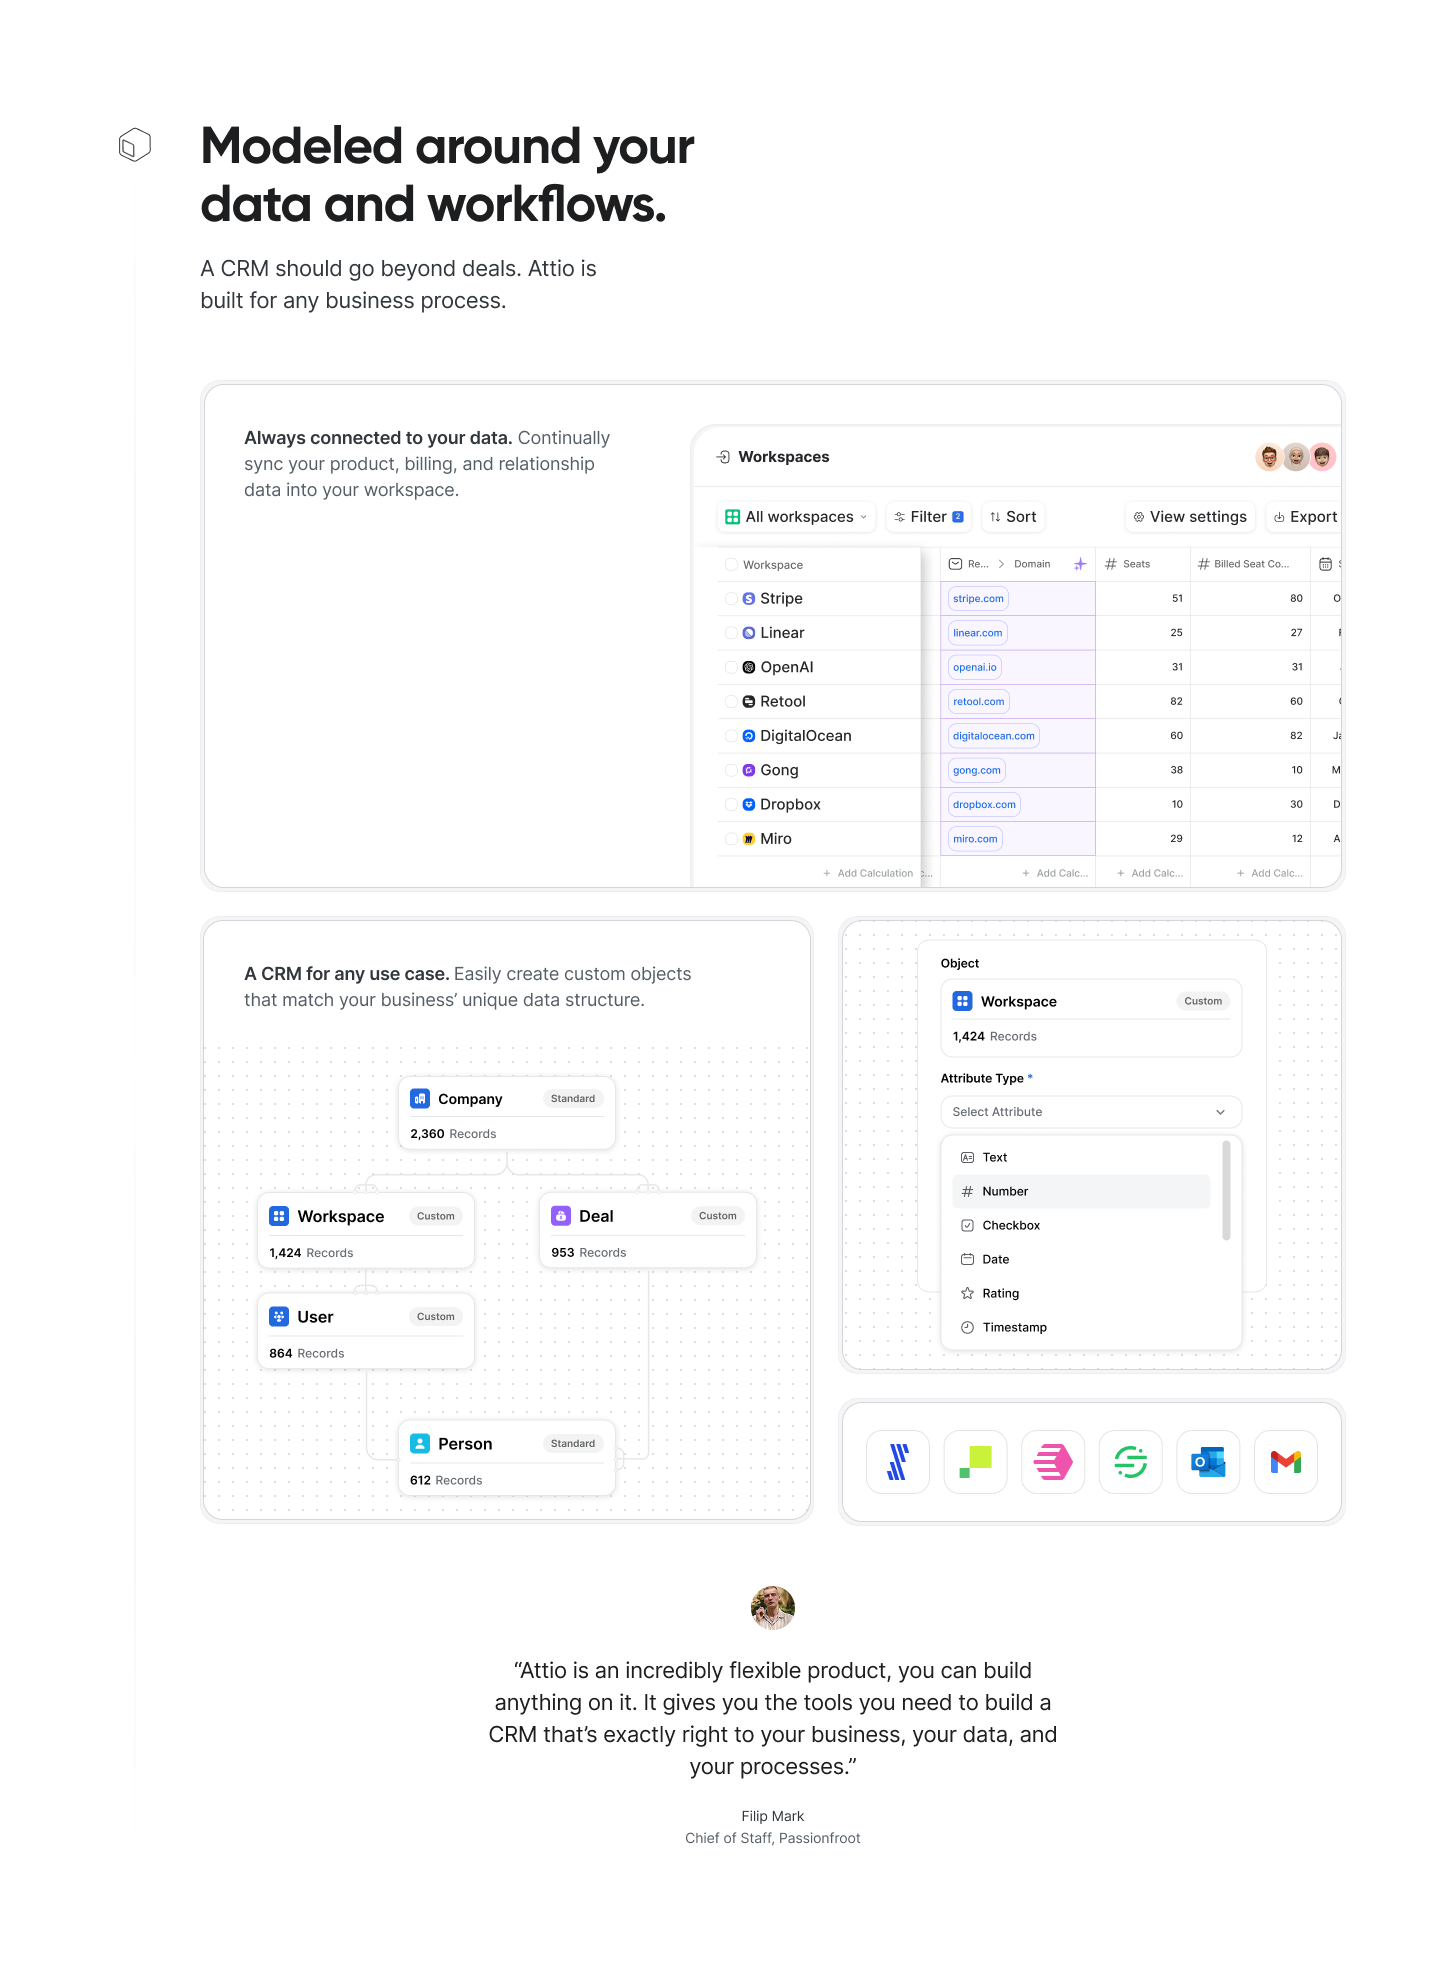 Modeled around your
data and workflows.
A CRM should go beyond deals. Attio is
built for any business process.
Always connected to your data. Continually
sync your product, billing, and relationship
data into your workspace.
Workspaces
All workspaces Filter 2 Sort View settings Export
Workspace Re... > Domain # Seats # Billed Seat Co...
Stripe stripe.com 51 80 O
Linear linear.com 25 27
OpenAI openai.io 31 31
Retool retool.com 82 60
DigitalOcean digitalocean.com 60 82 Ja
Gong gong.com 38 10 M
Dropbox dropbox.com 10 30 D
Miro miro.com 29 12 A
+ Add Calculation c... + Add Calc... + Add Calc... + Add Calc...
A CRM for any use case. Easily create custom objects
that match your business’ unique data structure.
Company Standard
2,360 Records
Workspace Custom
1,424 Records
Deal Custom
953 Records
User Custom
864 Records
Person Standard
612 Records
Object
Workspace Custom
1,424 Records
Attribute Type *
Select Attribute
Text
Number
Checkbox
Date
Rating
Timestamp
“Attio is an incredibly flexible product, you can build
anything on it. It gives you the tools you need to build a
CRM that’s exactly right to your business, your data, and
your processes.”
Filip Mark
Chief of Staff, Passionfroot